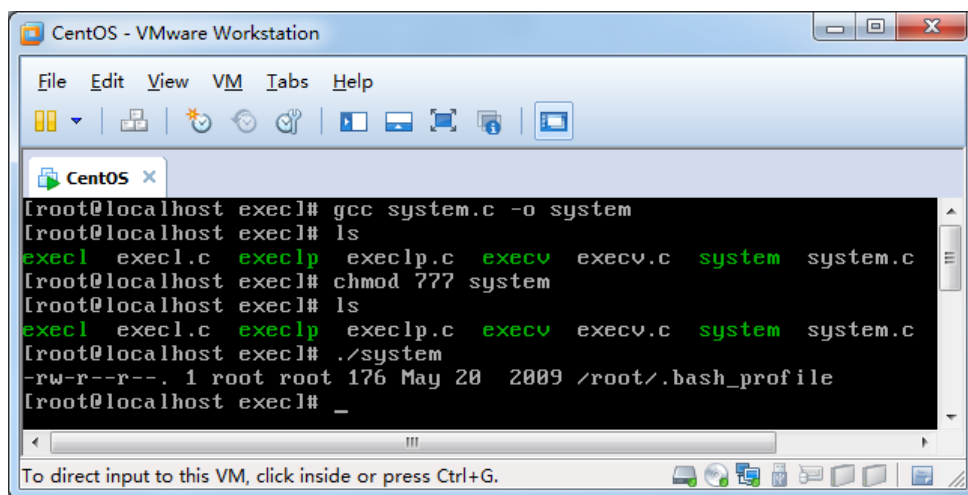 CentOS - VMware Workstation
File Edit View VM Tabs Help
CentOS
[root@localhost exec]# gcc system.c -o system
[root@localhost exec]# ls
execl execl.c execlp execlp.c execv execv.c system system.c
[root@localhost exec]# chmod 777 system
[root@localhost exec]# ls
execl execl.c execlp execlp.c execv execv.c system system.c
[root@localhost exec]# ./system
-rw-r--r--. 1 root root 176 May 20  2009 /root/.bash_profile
[root@localhost exec]# _
To direct input to this VM, click inside or press Ctrl+G.